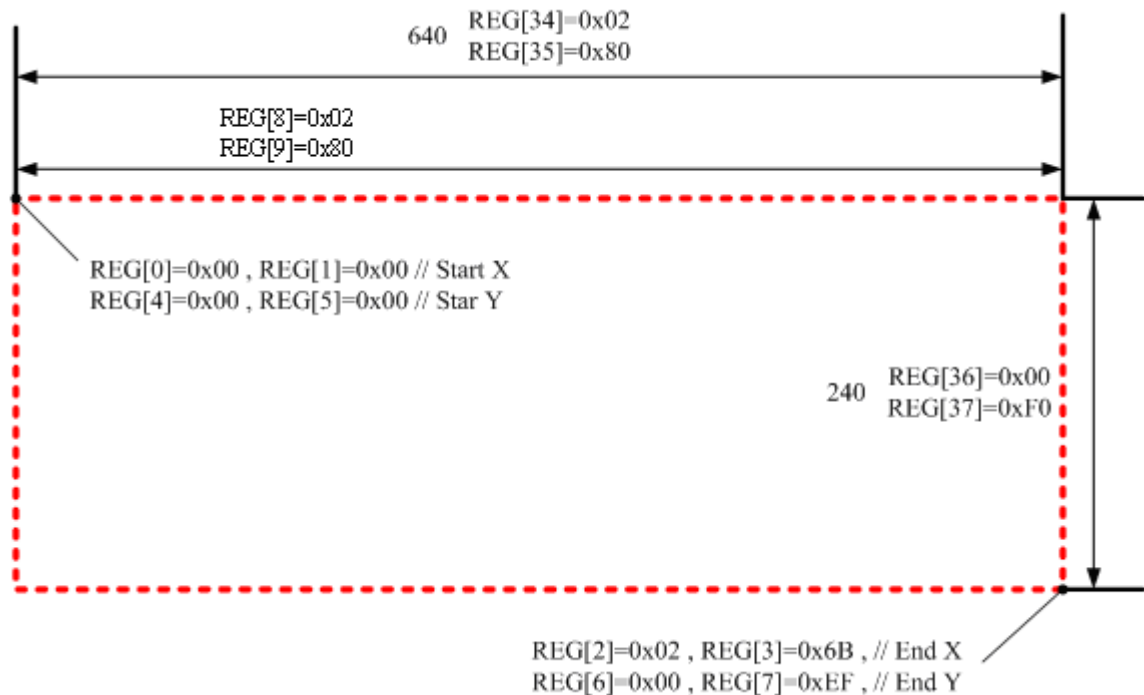 640
REG[34]=0x02
REG[35]=0x80
REG[8]=0x02
REG[9]=0x80
REG[0]=0x00 , REG[1]=0x00 // Start X
REG[4]=0x00 , REG[5]=0x00 // Star Y
240
REG[36]=0x00
REG[37]=0xF0
REG[2]=0x02 , REG[3]=0x6B , // End X
REG[6]=0x00 , REG[7]=0xEF , // End Y